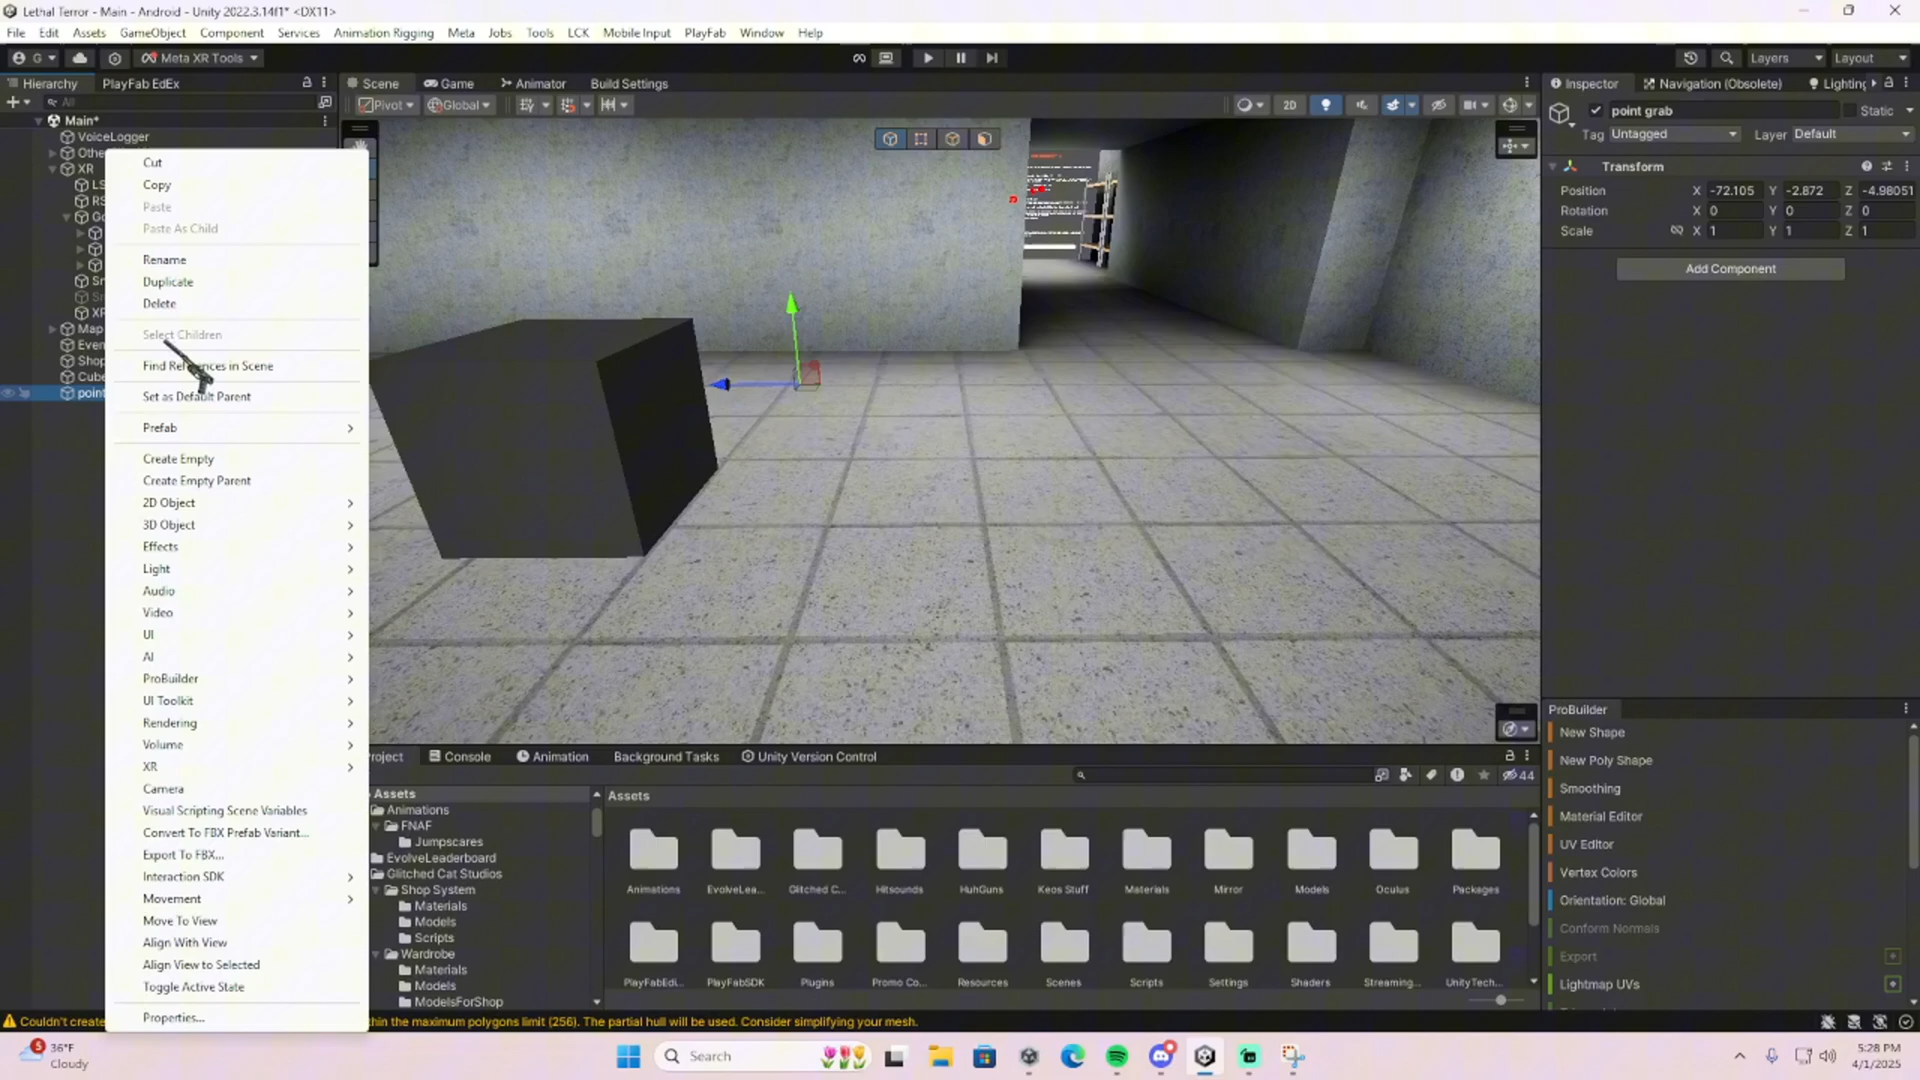 Lethal Terror - Main - Android - Unity 2022.3.14f1* <DX11>
File Edit Assets GameObject Component Services Animation Rigging Meta Jobs Tools LCK Mobile Input PlayFab Window Help
G Meta XR Tools Layers Layout
Hierarchy PlayFab EdEx Scene Game Animator Build Settings Inspector Navigation (Obsolete) Lighting
All Pivot Global 2D point grab Static
Main* Tag Untagged Layer Default
VoiceLogger
Othe
XR
LS
RS
Go
Sn
XR
Map
Even
Shop
Cube
point
Cut
Copy
Paste
Paste As Child
Rename
Duplicate
Delete
Select Children
Find References in Scene
Set as Default Parent
Prefab
Create Empty
Create Empty Parent
2D Object
3D Object
Effects
Light
Audio
Video
UI
AI
ProBuilder
UI Toolkit
Rendering
Volume
XR
Camera
Visual Scripting Scene Variables
Convert To FBX Prefab Variant...
Export To FBX...
Interaction SDK
Movement
Move To View
Align With View
Align View to Selected
Toggle Active State
Properties...
Transform
Position X -72.105 Y -2.872 Z -4.98051
Rotation X 0 Y 0 Z 0
Scale X 1 Y 1 Z 1
Add Component
ProBuilder
New Shape
New Poly Shape
Smoothing
Material Editor
UV Editor
Vertex Colors
Orientation: Global
Conform Normals
Export
Lightmap UVs
roject Console Animation Background Tasks Unity Version Control
44
Assets
Animations
FNAF
Jumpscares
EvolveLeaderboard
Glitched Cat Studios
Shop System
Materials
Models
Scripts
Wardrobe
Materials
Models
ModelsForShop
Assets
Animations EvolveLea... Glitched C... Hitsounds HuhGuns Keos Stuff Materials Mirror Models Oculus Packages
PlayFabEdi... PlayFabSDK Plugins Promo Co... Resources Scenes Scripts Settings Shaders Streaming... UnityTech...
Couldn't create thin the maximum polygons limit (256). The partial hull will be used. Consider simplifying your mesh.
5
36°F
Cloudy
Search
5:28 PM
4/1/2025